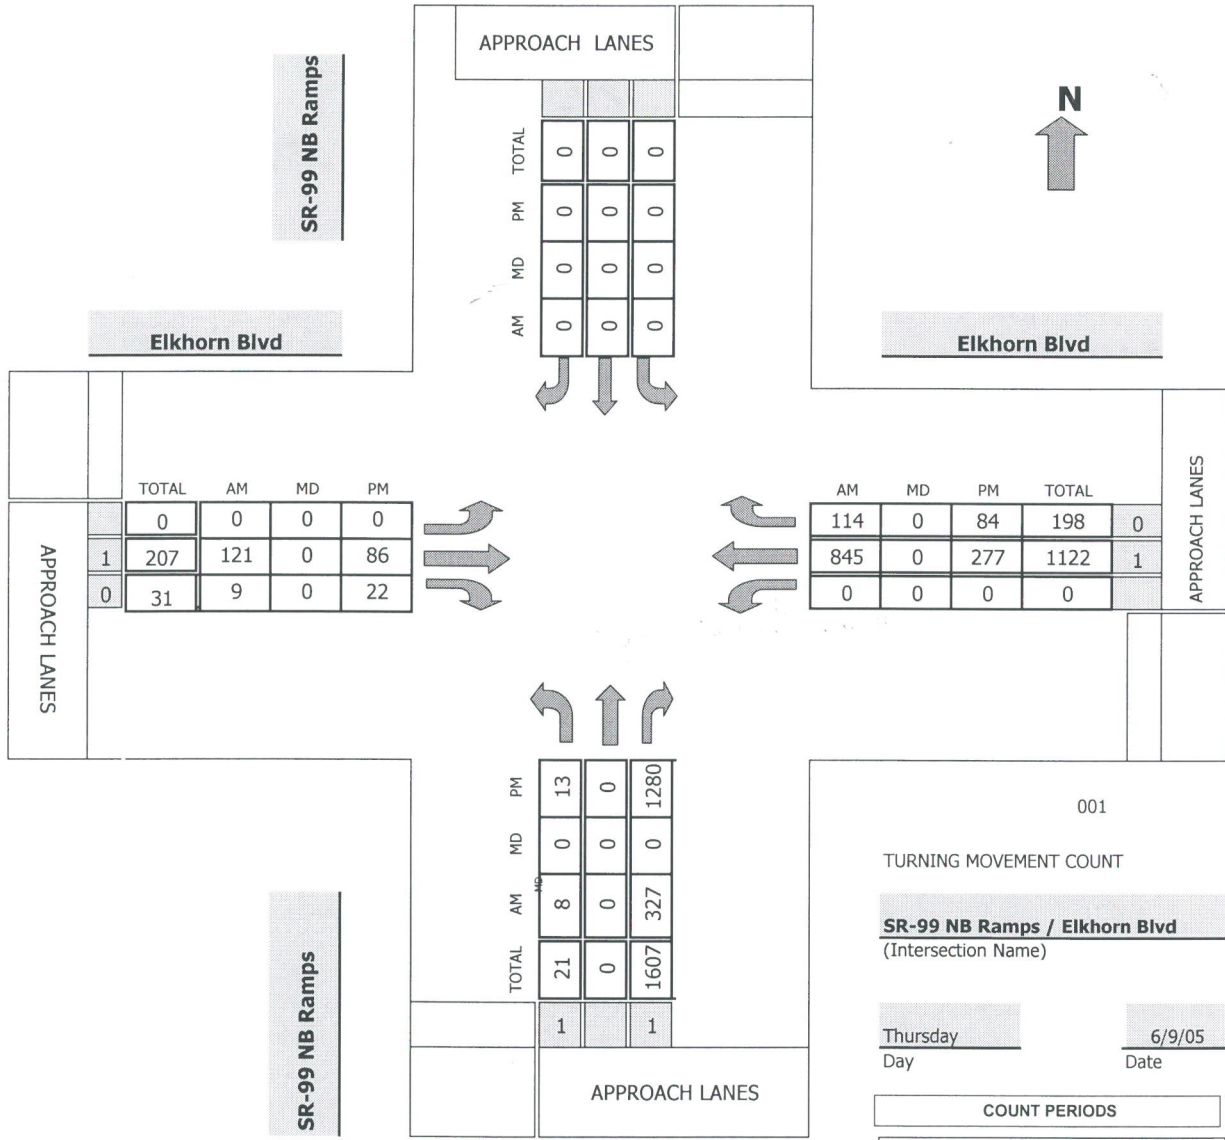 APPROACH LANES
SR-99 NB Ramps
N
TOTAL 0 0 0
PM 0 0 0
MD 0 0 0
AM 0 0 0
Elkhorn Blvd
Elkhorn Blvd
TOTAL AM MD PM
0 0 0 0
1 207 121 0 86
0 31 9 0 22
APPROACH LANES
AM MD PM TOTAL
114 0 84 198 0
845 0 277 1122 1
0 0 0 0
APPROACH LANES
PM 13 0 1280
MD 0 0 0
MD
AM 8 0 327
TOTAL 21 0 1607
1 1
APPROACH LANES
SR-99 NB Ramps
001
TURNING MOVEMENT COUNT
SR-99 NB Ramps / Elkhorn Blvd
(Intersection Name)
Thursday 6/9/05
Day Date
COUNT PERIODS